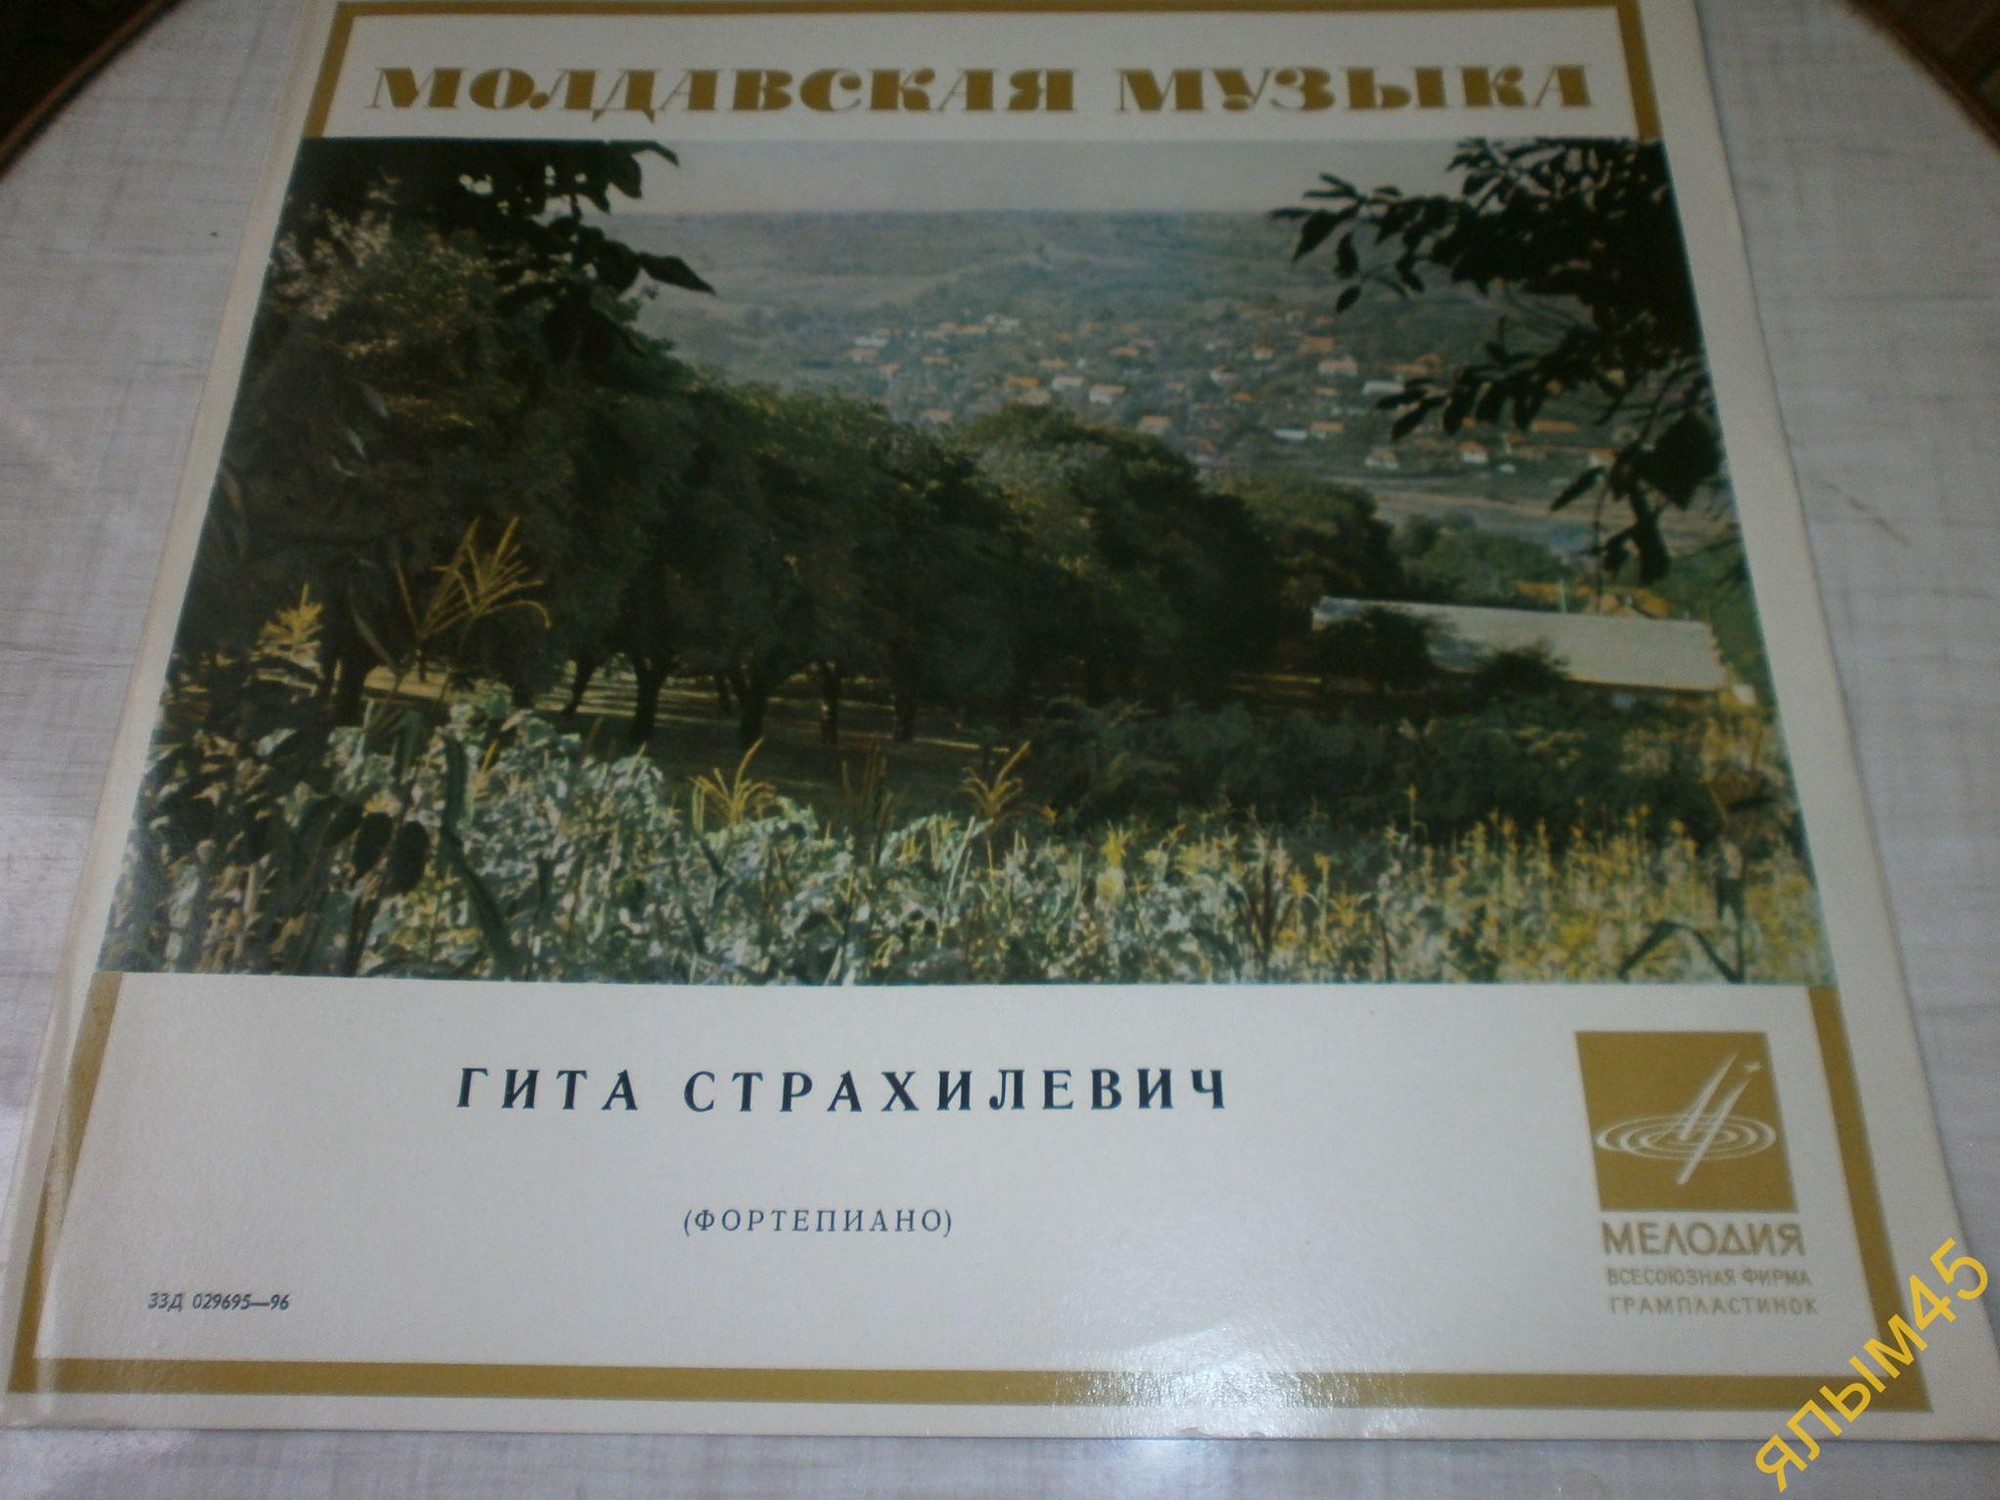 МОЛДАВСКАЯ МУЗЫКА
ГИТА СТРАХИЛЕВИЧ
(ФОРТЕПИАНО)
33Д 029695—96
МЕЛОДИЯ
ВСЕСОЮЗНАЯ ФИРМА
ГРАМПЛАСТИНОК
ялым45